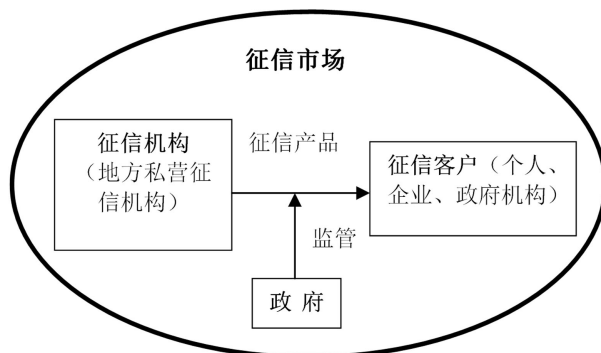 征信市场
征信机构
（地方私营征
信机构）
征信产品
征信客户（个人、
企业、政府机构）
监管
政 府